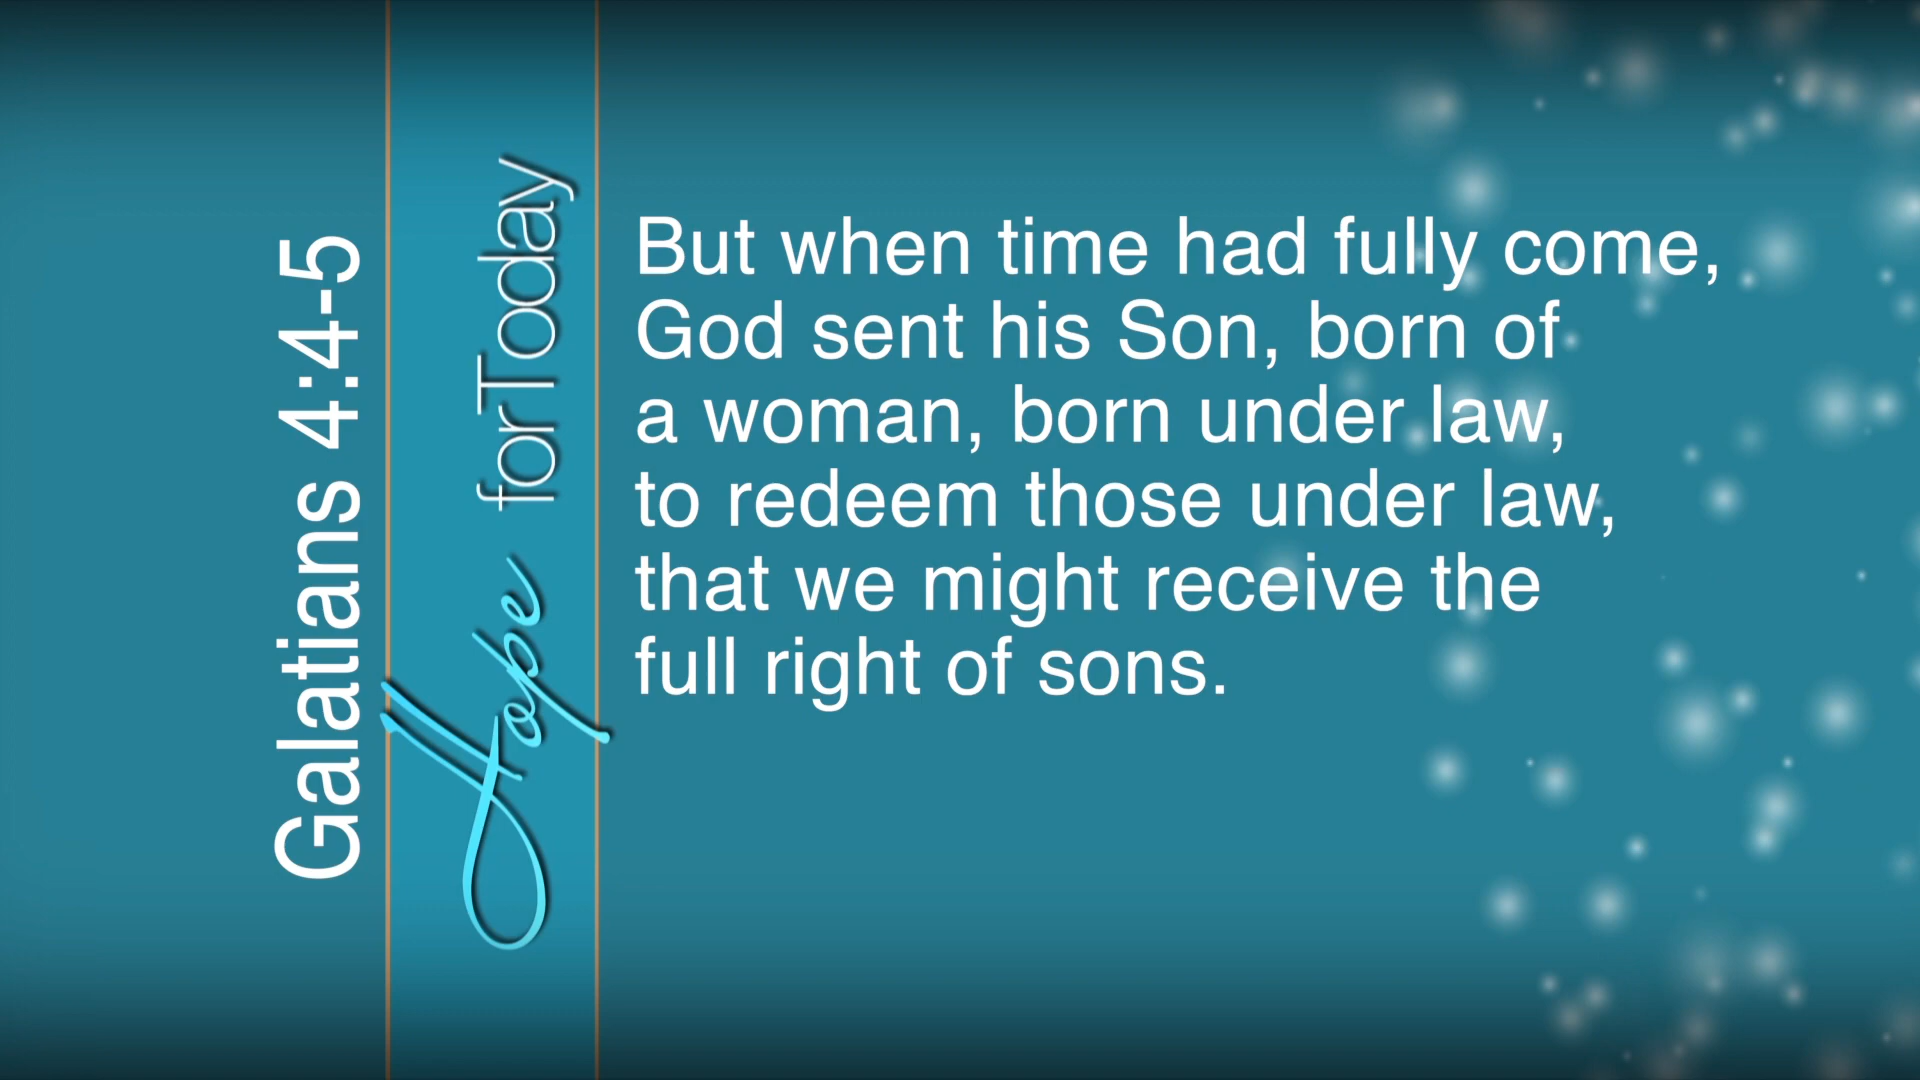 Galatians 4:4-5
Hope forToday
But when time had fully come,
God sent his Son, born of
a woman, born under law,
to redeem those under law,
that we might receive the
full right of sons.